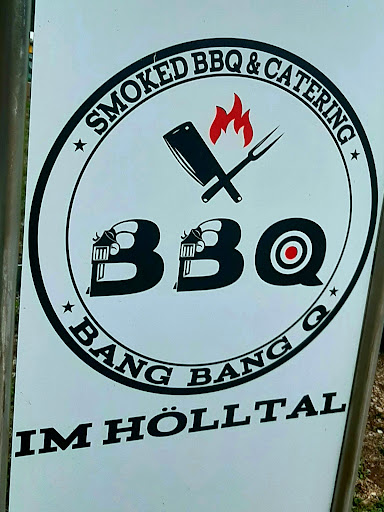 SMOKED BBQ & CATERING
BBQ
BANG BANG Q
IM HÖLLTAL